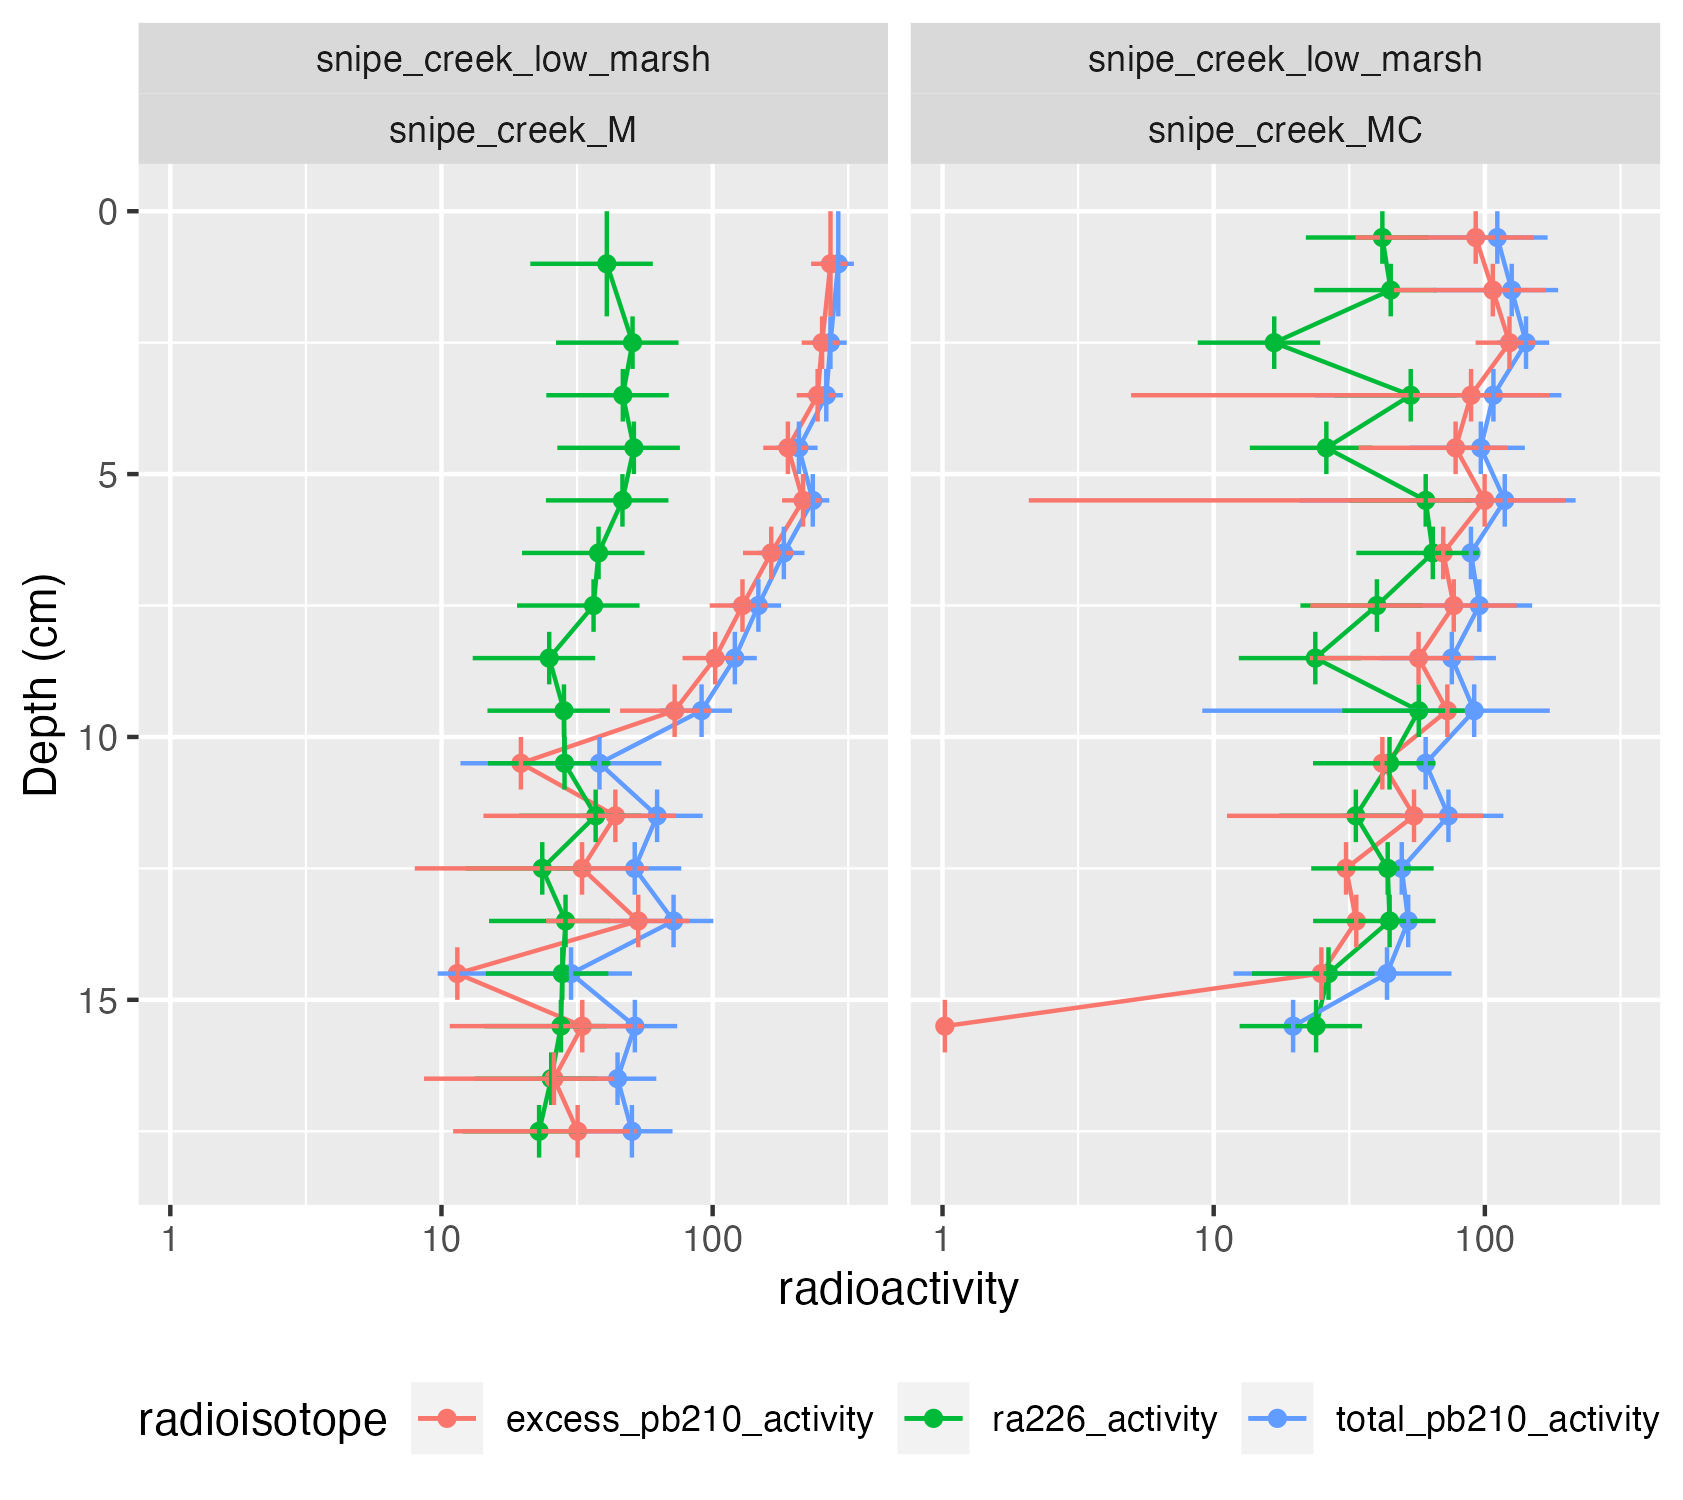 snipe_creek_low_marsh snipe_creek_low_marsh
snipe_creek_M snipe_creek_MC
0
5
10
15
Depth (cm)
1 10 100 1 10 100
radioactivity
radioisotope excess_pb210_activity ra226_activity total_pb210_activity